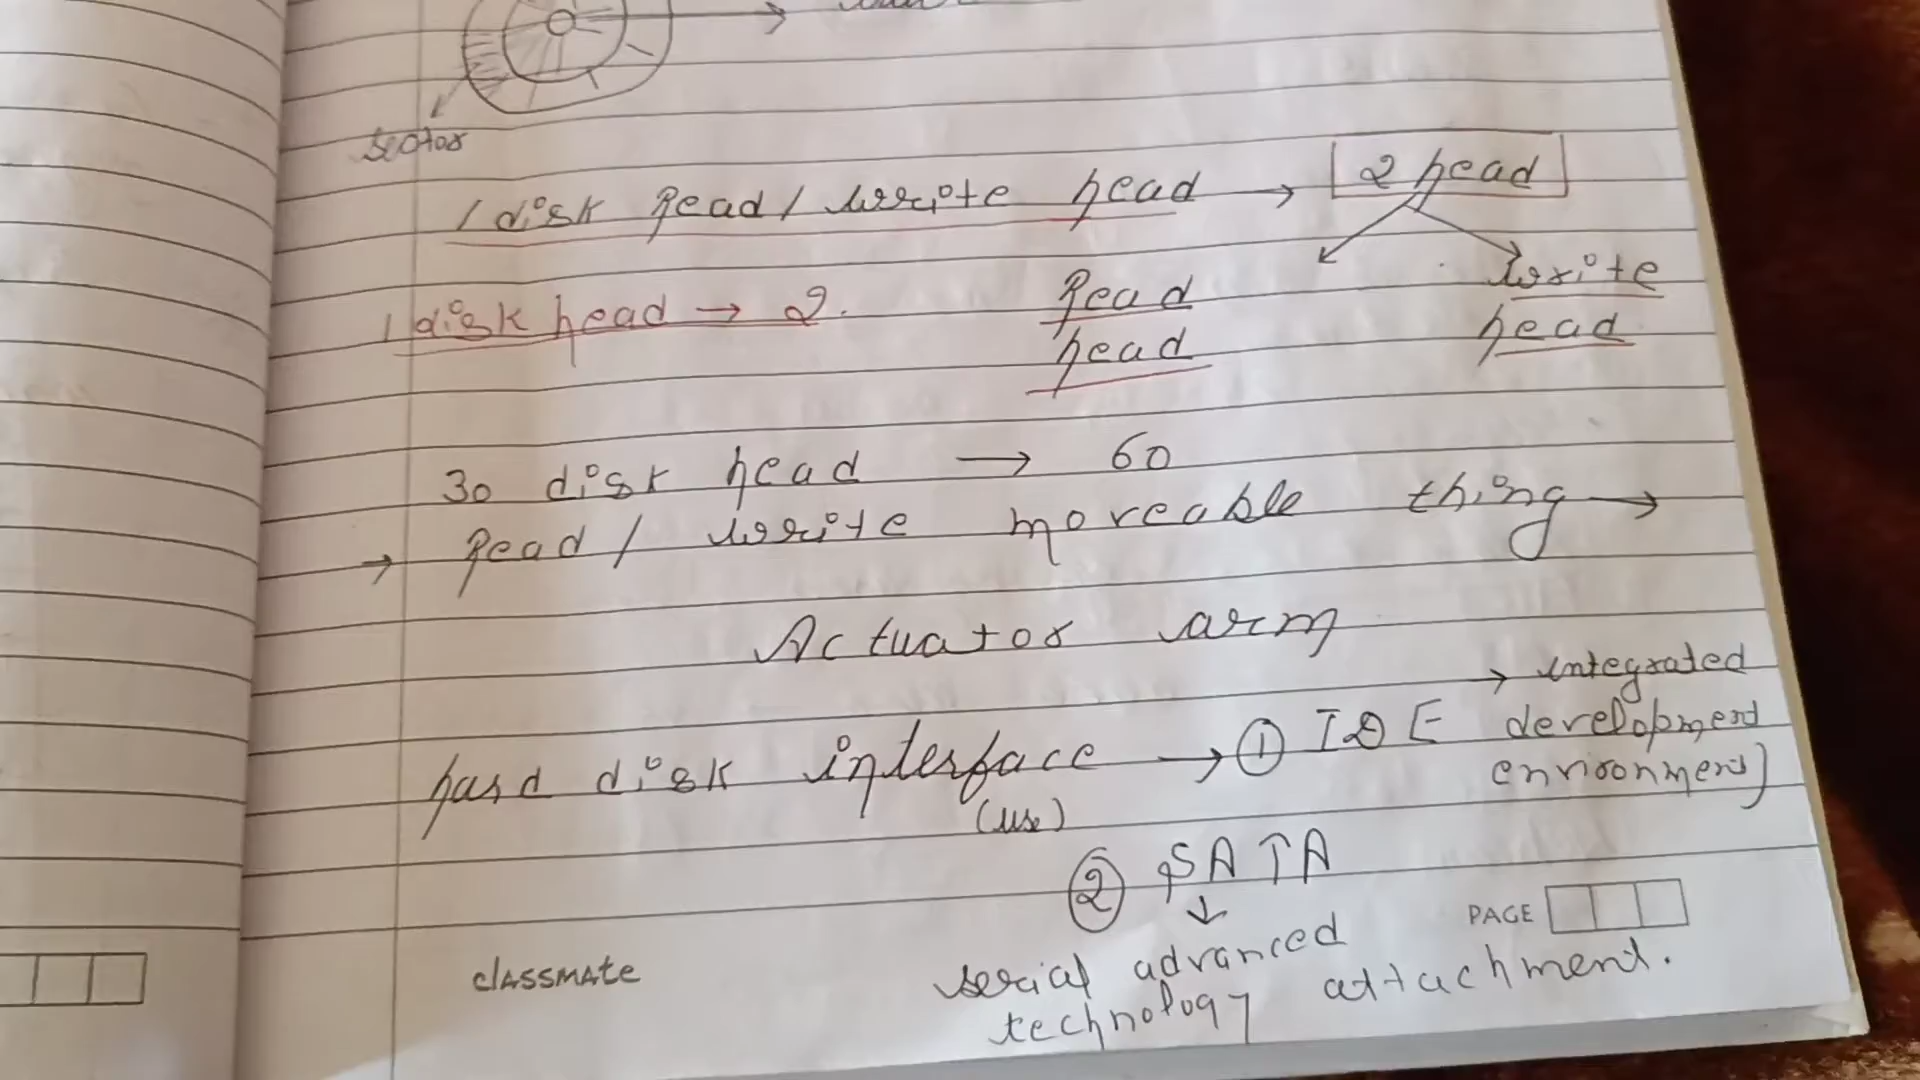 sector
1 disk Read / write head → 2 head
1 disk head → 2.
Read head
write head
30 disk head → 60
→ Read / write moveable thing →
Actuator arm
hard disk interface (use) → ① IDE → integrated development environment)
② SATA
↓
serial advanced technology attachment.
classmate
PAGE